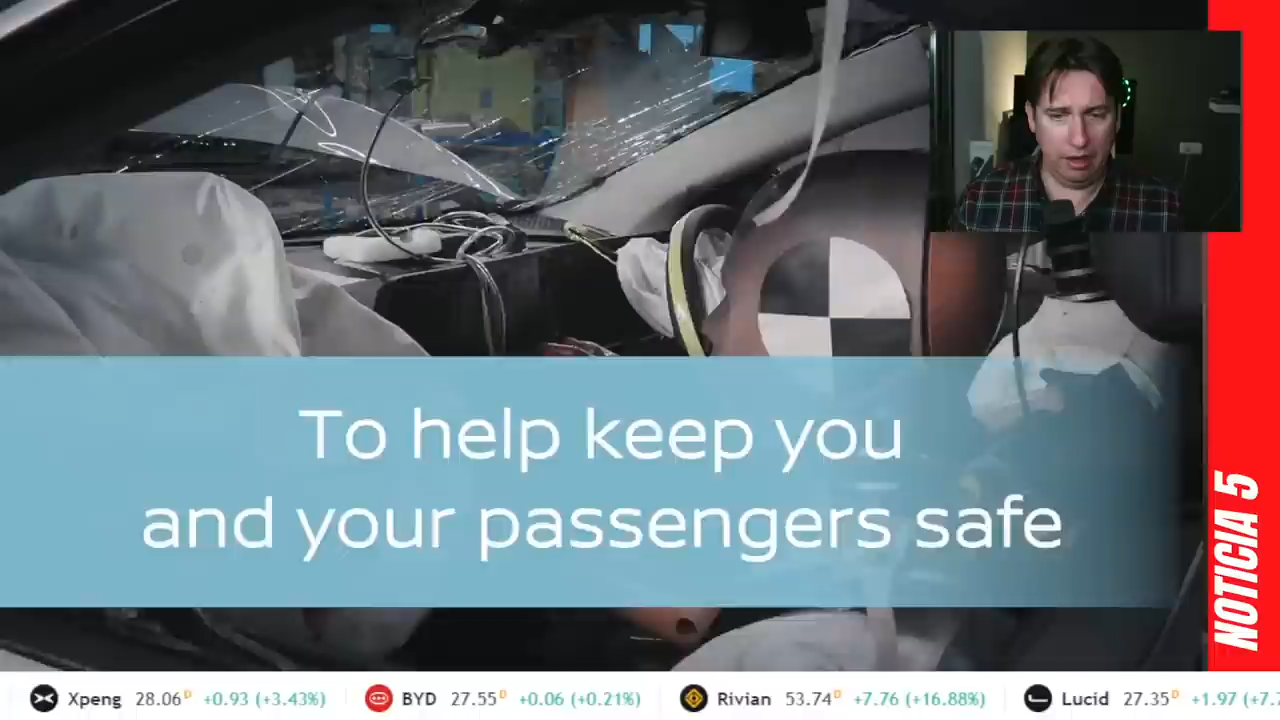 To help keep you
and your passengers safe
NOTICIA 5
Xpeng 28.06 D +0.93 (+3.43%) BYD 27.55 D +0.06 (+0.21%) Rivian 53.74 D +7.76 (+16.88%) Lucid 27.35 D +1.97 (+7.